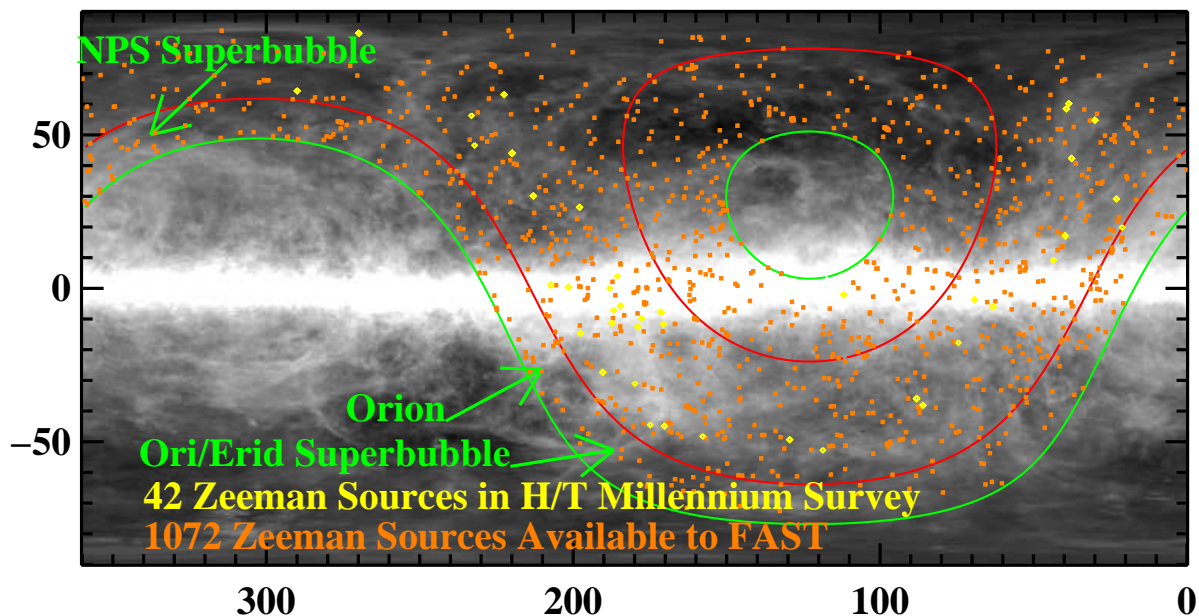 NPS Superbubble
50
0
−50
Orion
Ori/Erid Superbubble
42 Zeeman Sources in H/T Millennium Survey
1072 Zeeman Sources Available to FAST
300 200 100 0